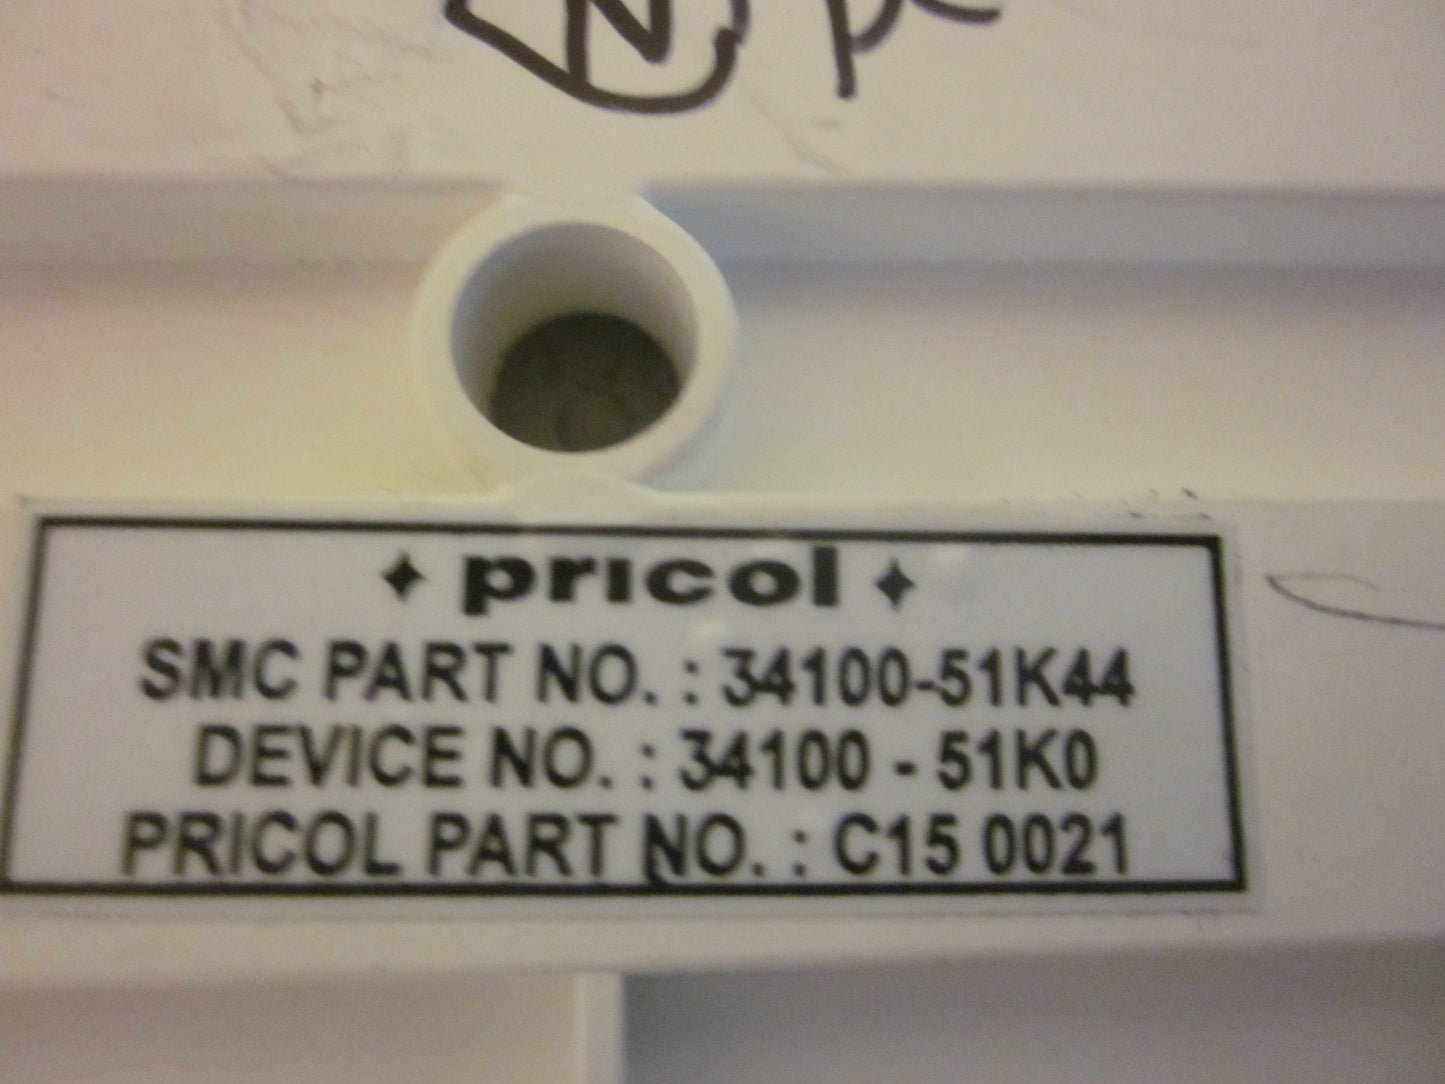 ✦ pricol ✦
SMC PART NO. : 34100-51K44
DEVICE NO. : 34100 - 51K0
PRICOL PART NO. : C15 0021